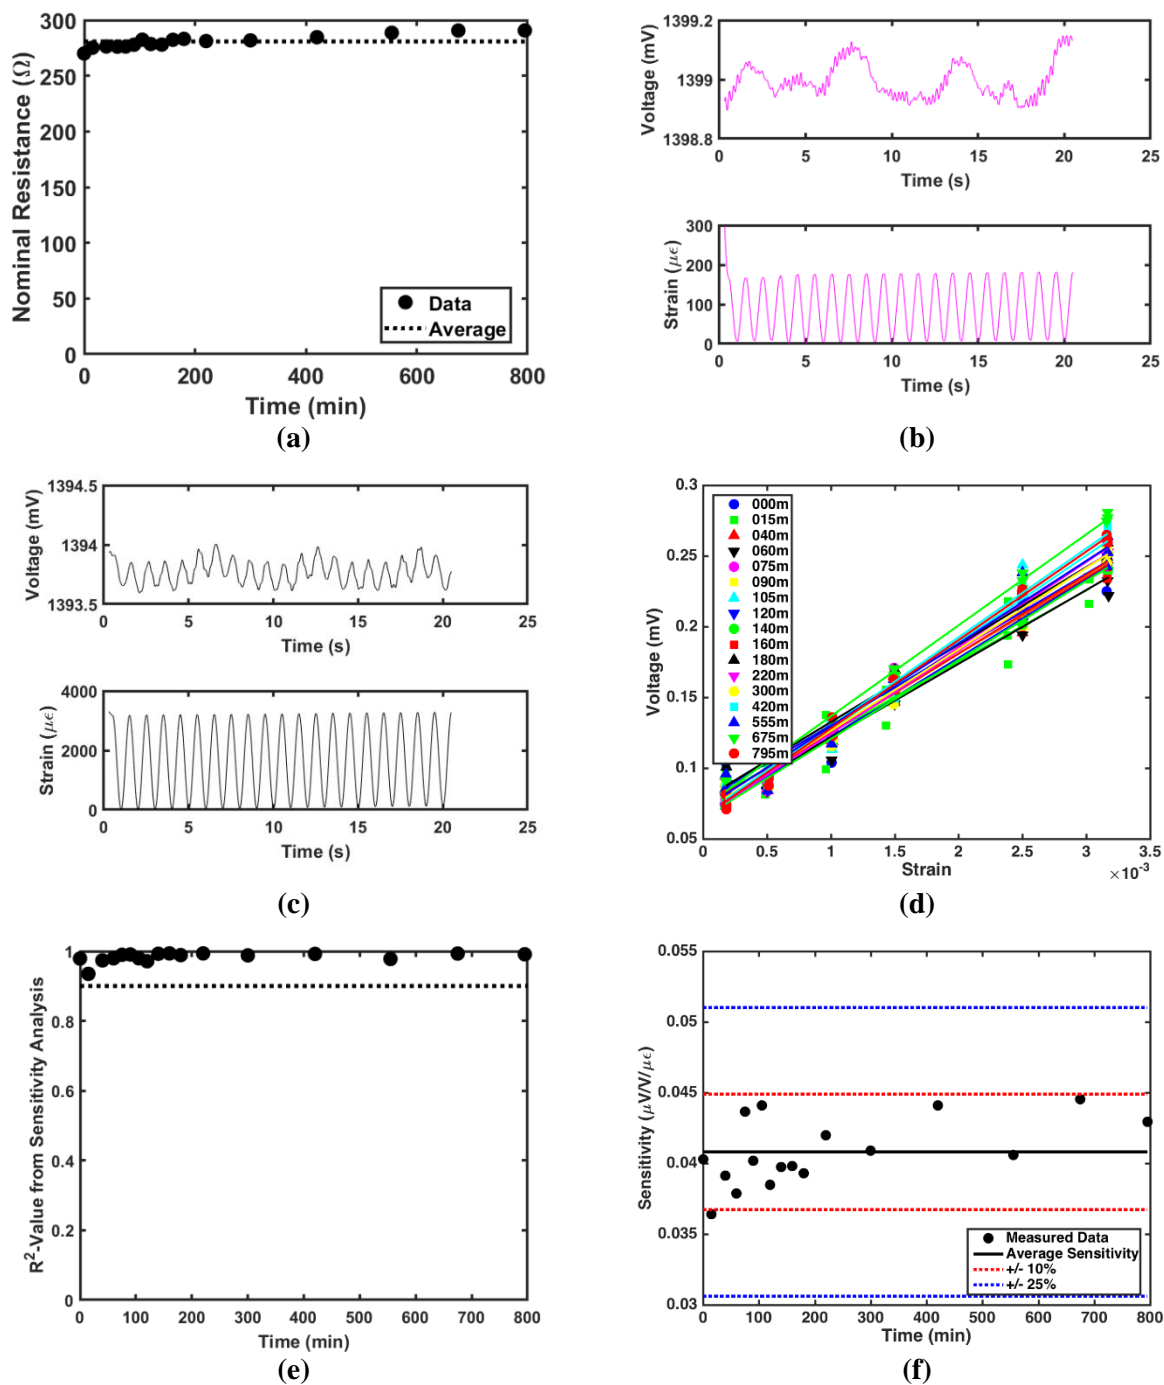 300
250
200
150
100
50
0
0 200 400 600 800
Nominal Resistance (Ω)
Time (min)
Data
Average
(a)
1399.2
1399
1398.8
0 5 10 15 20 25
Voltage (mV)
Time (s)
300
200
100
0
0 5 10 15 20 25
Strain (με)
Time (s)
(b)
1394.5
1394
1393.5
0 5 10 15 20 25
Voltage (mV)
Time (s)
4000
2000
0
0 5 10 15 20 25
Strain (με)
Time (s)
(c)
0.3
0.25
0.2
0.15
0.1
0.05
0 0.5 1 1.5 2 2.5 3 3.5
Voltage (mV)
Strain
×10⁻³
000m
015m
040m
060m
075m
090m
105m
120m
140m
160m
180m
220m
300m
420m
555m
675m
795m
(d)
1
0.8
0.6
0.4
0.2
0
0 100 200 300 400 500 600 700 800
R²-Value from Sensitivity Analysis
Time (min)
(e)
0.055
0.05
0.045
0.04
0.035
0.03
0 100 200 300 400 500 600 700 800
Sensitivity (μV/V/με)
Time (min)
Measured Data
Average Sensitivity
+/- 10%
+/- 25%
(f)